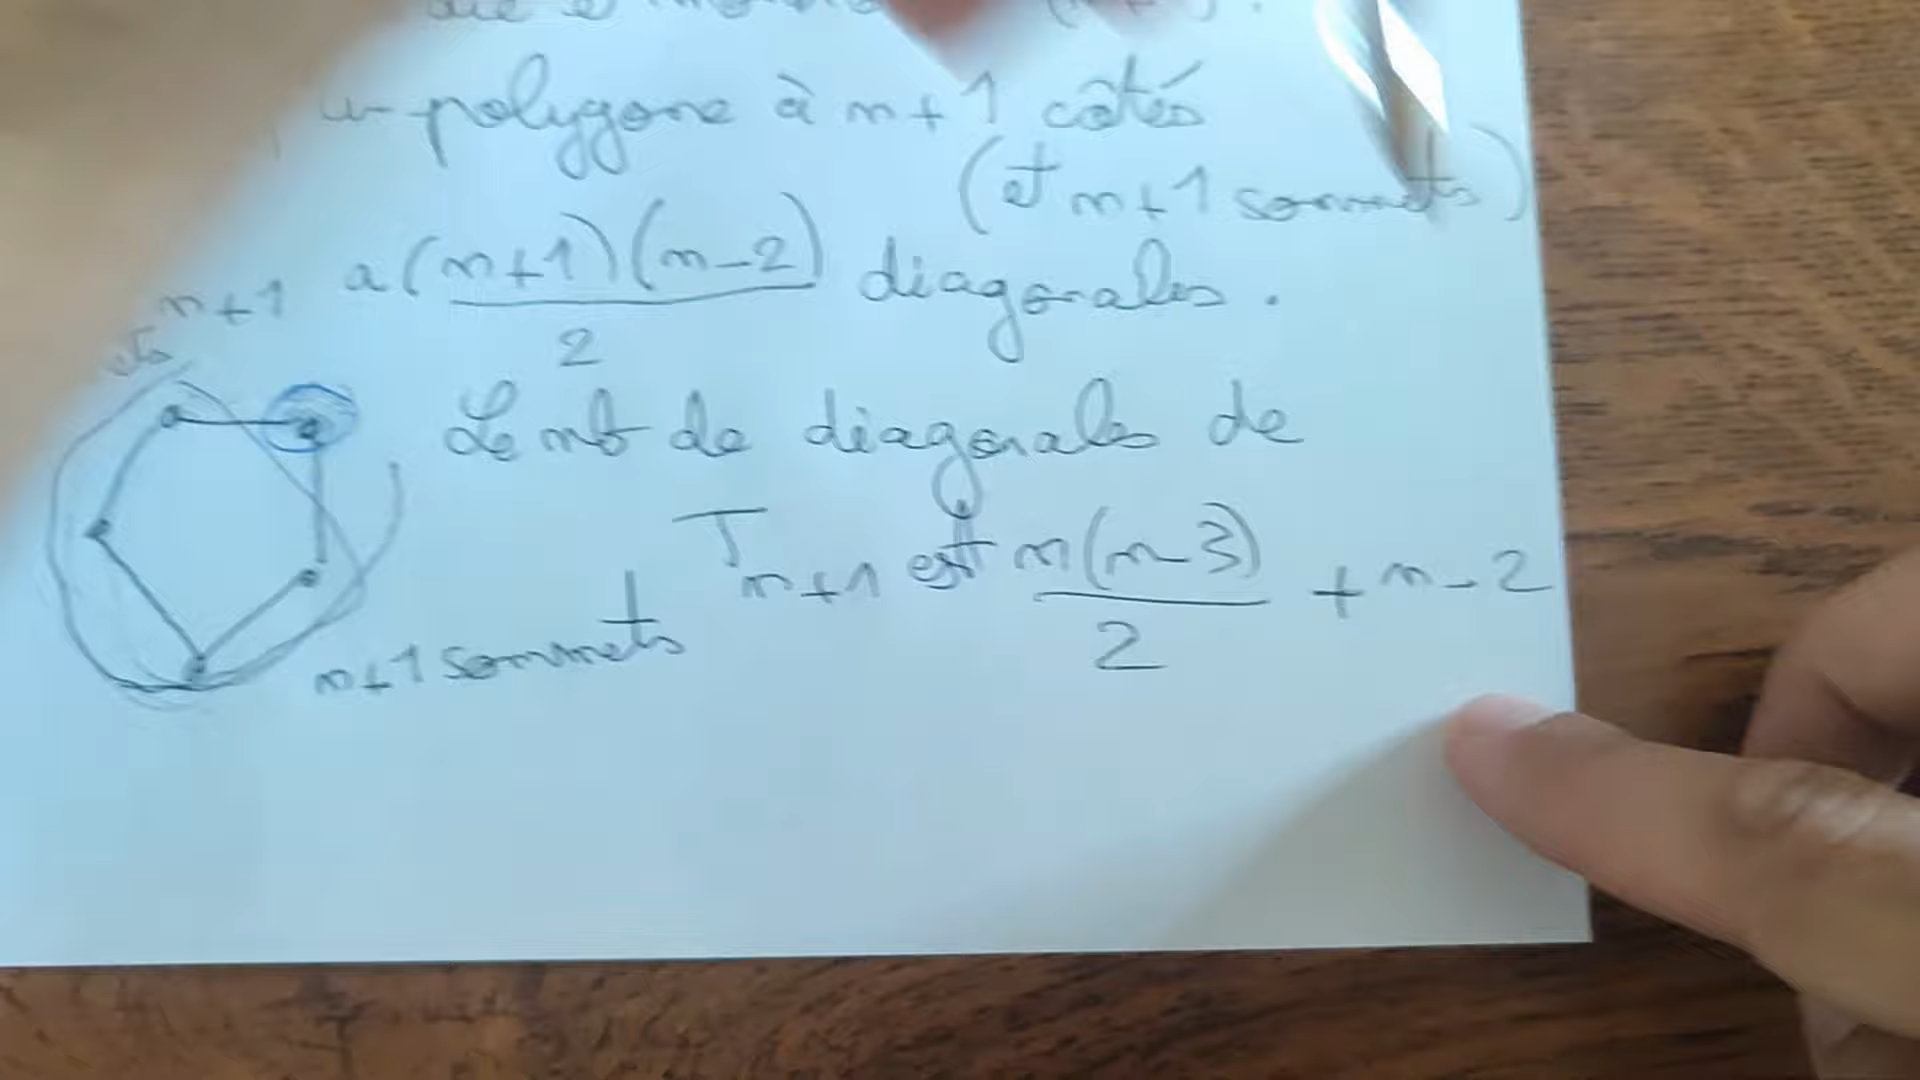 un polygone à n+1 côtés
(et n+1 sommets)
a (n+1)(n-2)/2 diagonales.
n+1
Le nb de diagonales de
T n+1 est n(n-3)/2 + n-2
n+1 sommets